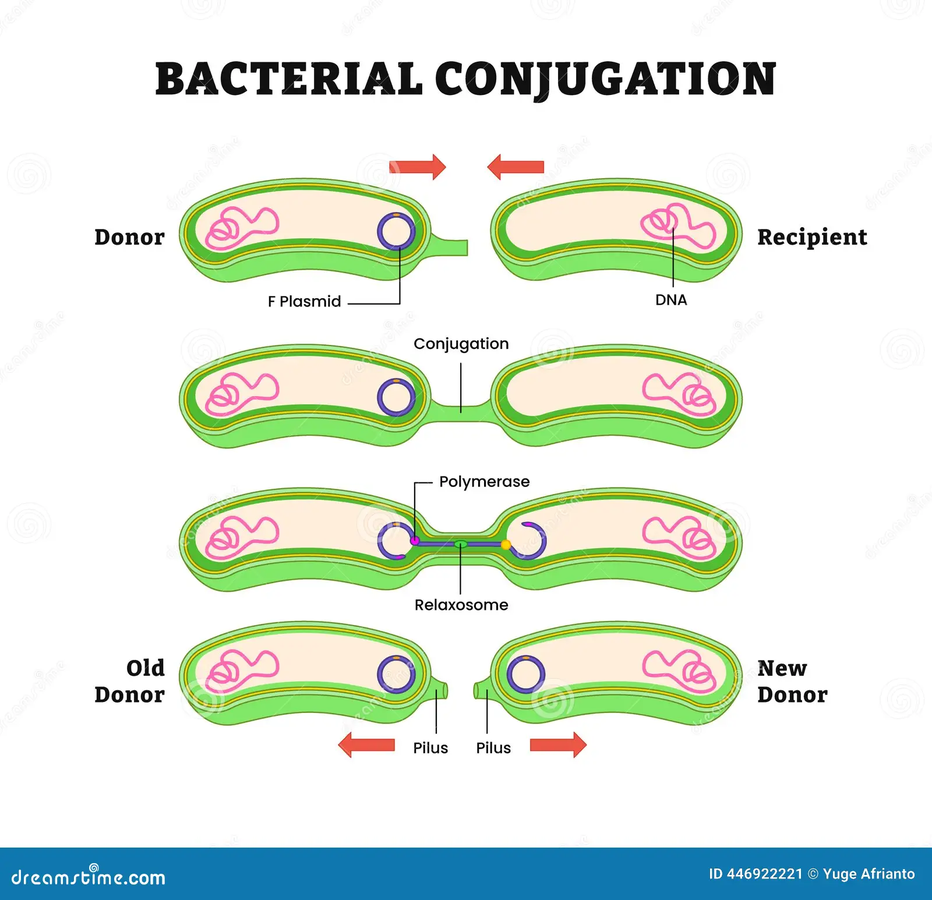 BACTERIAL CONJUGATION
Donor
Recipient
F Plasmid
DNA
Conjugation
Polymerase
Relaxosome
Old
Donor
New
Donor
Pilus
Pilus
dreamstime.com
ID 446922221 © Yuge Afrianto